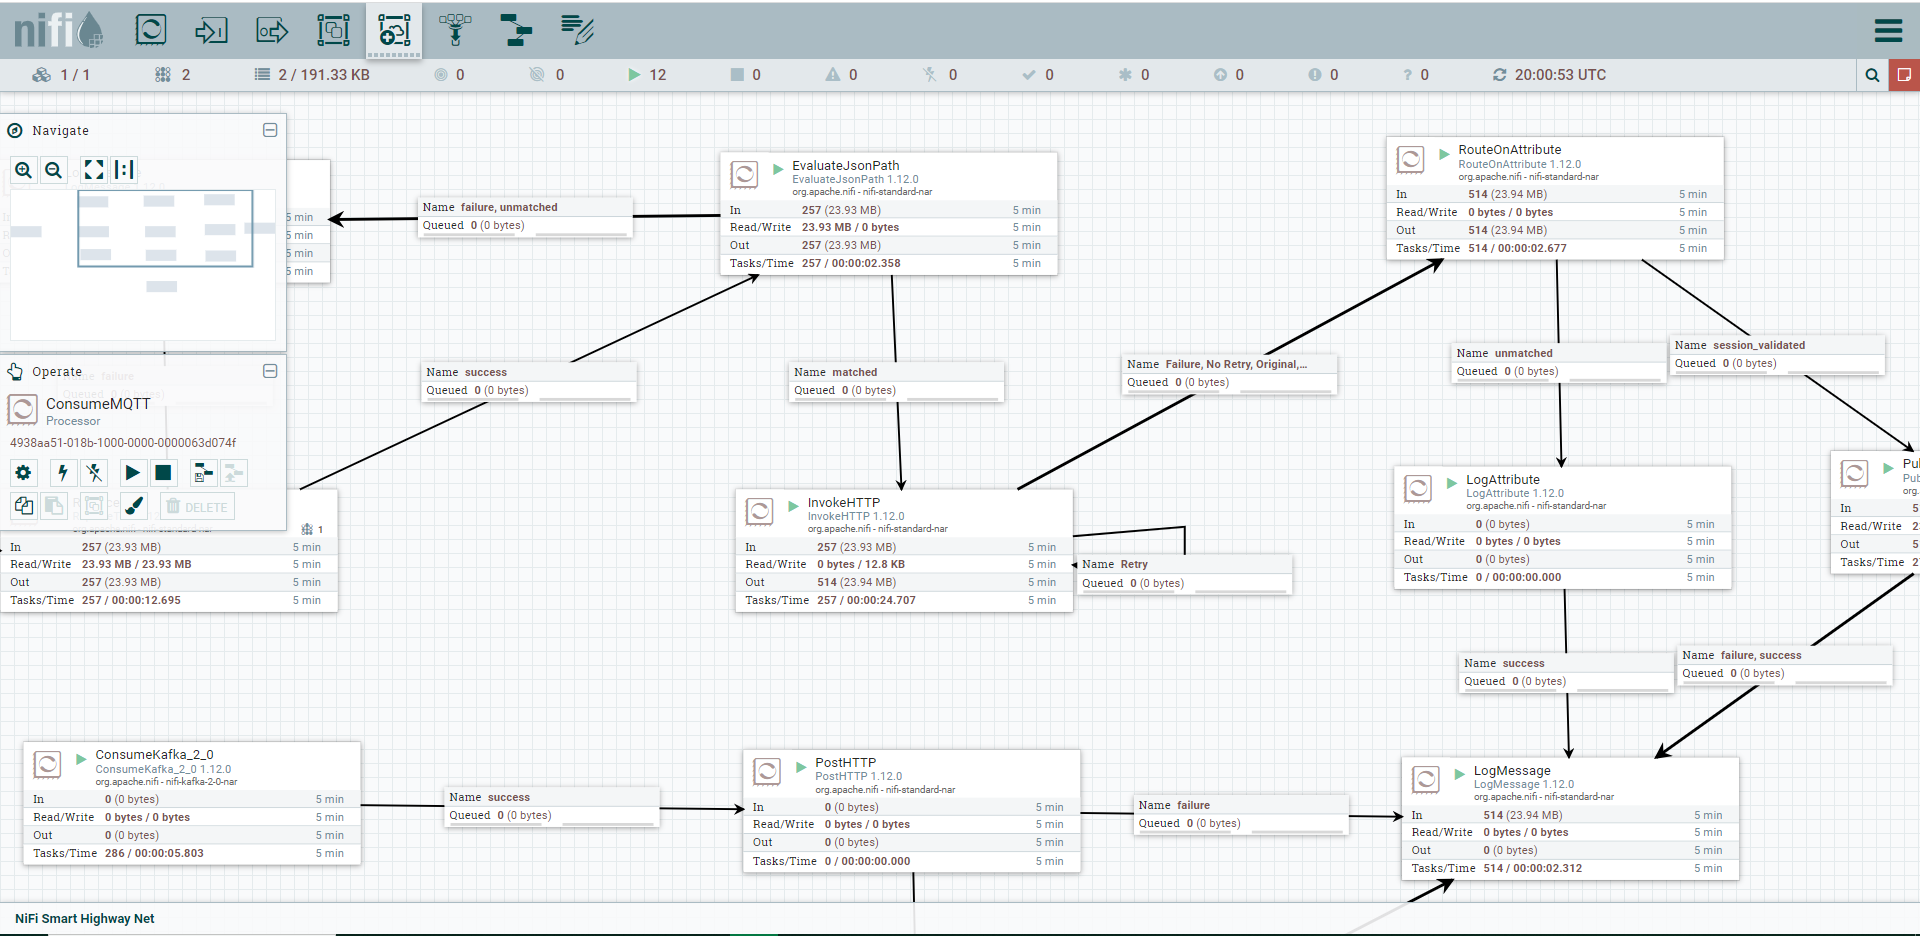 nifi
1 / 1
2
2 / 191.33 KB
0
0
12
0
0
0
0
0
0
0
0
20:00:53 UTC
Navigate
5 min
5 min
5 min
5 min
Operate
ConsumeMQTT
Processor
4938aa51-018b-1000-0000-0000063d074f
DELETE
1
In 257 (23.93 MB) 5 min
Read/Write 23.93 MB / 23.93 MB 5 min
Out 257 (23.93 MB) 5 min
Tasks/Time 257 / 00:00:12.695 5 min
Name failure, unmatched
Queued 0 (0 bytes)
EvaluateJsonPath
EvaluateJsonPath 1.12.0
org.apache.nifi - nifi-standard-nar
In 257 (23.93 MB) 5 min
Read/Write 23.93 MB / 0 bytes 5 min
Out 257 (23.93 MB) 5 min
Tasks/Time 257 / 00:00:02.358 5 min
RouteOnAttribute
RouteOnAttribute 1.12.0
org.apache.nifi - nifi-standard-nar
In 514 (23.94 MB) 5 min
Read/Write 0 bytes / 0 bytes 5 min
Out 514 (23.94 MB) 5 min
Tasks/Time 514 / 00:00:02.677 5 min
Name success
Queued 0 (0 bytes)
Name matched
Queued 0 (0 bytes)
Name Failure, No Retry, Original,...
Queued 0 (0 bytes)
Name unmatched
Queued 0 (0 bytes)
Name session_validated
Queued 0 (0 bytes)
InvokeHTTP
InvokeHTTP 1.12.0
org.apache.nifi - nifi-standard-nar
In 257 (23.93 MB) 5 min
Read/Write 0 bytes / 12.8 KB 5 min
Out 514 (23.94 MB) 5 min
Tasks/Time 257 / 00:00:24.707 5 min
Name Retry
Queued 0 (0 bytes)
LogAttribute
LogAttribute 1.12.0
org.apache.nifi - nifi-standard-nar
In 0 (0 bytes) 5 min
Read/Write 0 bytes / 0 bytes 5 min
Out 0 (0 bytes) 5 min
Tasks/Time 0 / 00:00:00.000 5 min
Pul
Pub
org.
In 5
Read/Write 2
Out 5
Tasks/Time 2
Name success
Queued 0 (0 bytes)
Name failure, success
Queued 0 (0 bytes)
ConsumeKafka_2_0
ConsumeKafka_2_0 1.12.0
org.apache.nifi - nifi-kafka-2-0-nar
In 0 (0 bytes) 5 min
Read/Write 0 bytes / 0 bytes 5 min
Out 0 (0 bytes) 5 min
Tasks/Time 286 / 00:00:05.803 5 min
Name success
Queued 0 (0 bytes)
PostHTTP
PostHTTP 1.12.0
org.apache.nifi - nifi-standard-nar
In 0 (0 bytes) 5 min
Read/Write 0 bytes / 0 bytes 5 min
Out 0 (0 bytes) 5 min
Tasks/Time 0 / 00:00:00.000 5 min
Name failure
Queued 0 (0 bytes)
LogMessage
LogMessage 1.12.0
org.apache.nifi - nifi-standard-nar
In 514 (23.94 MB) 5 min
Read/Write 0 bytes / 0 bytes 5 min
Out 0 (0 bytes) 5 min
Tasks/Time 514 / 00:00:02.312 5 min
NiFi Smart Highway Net